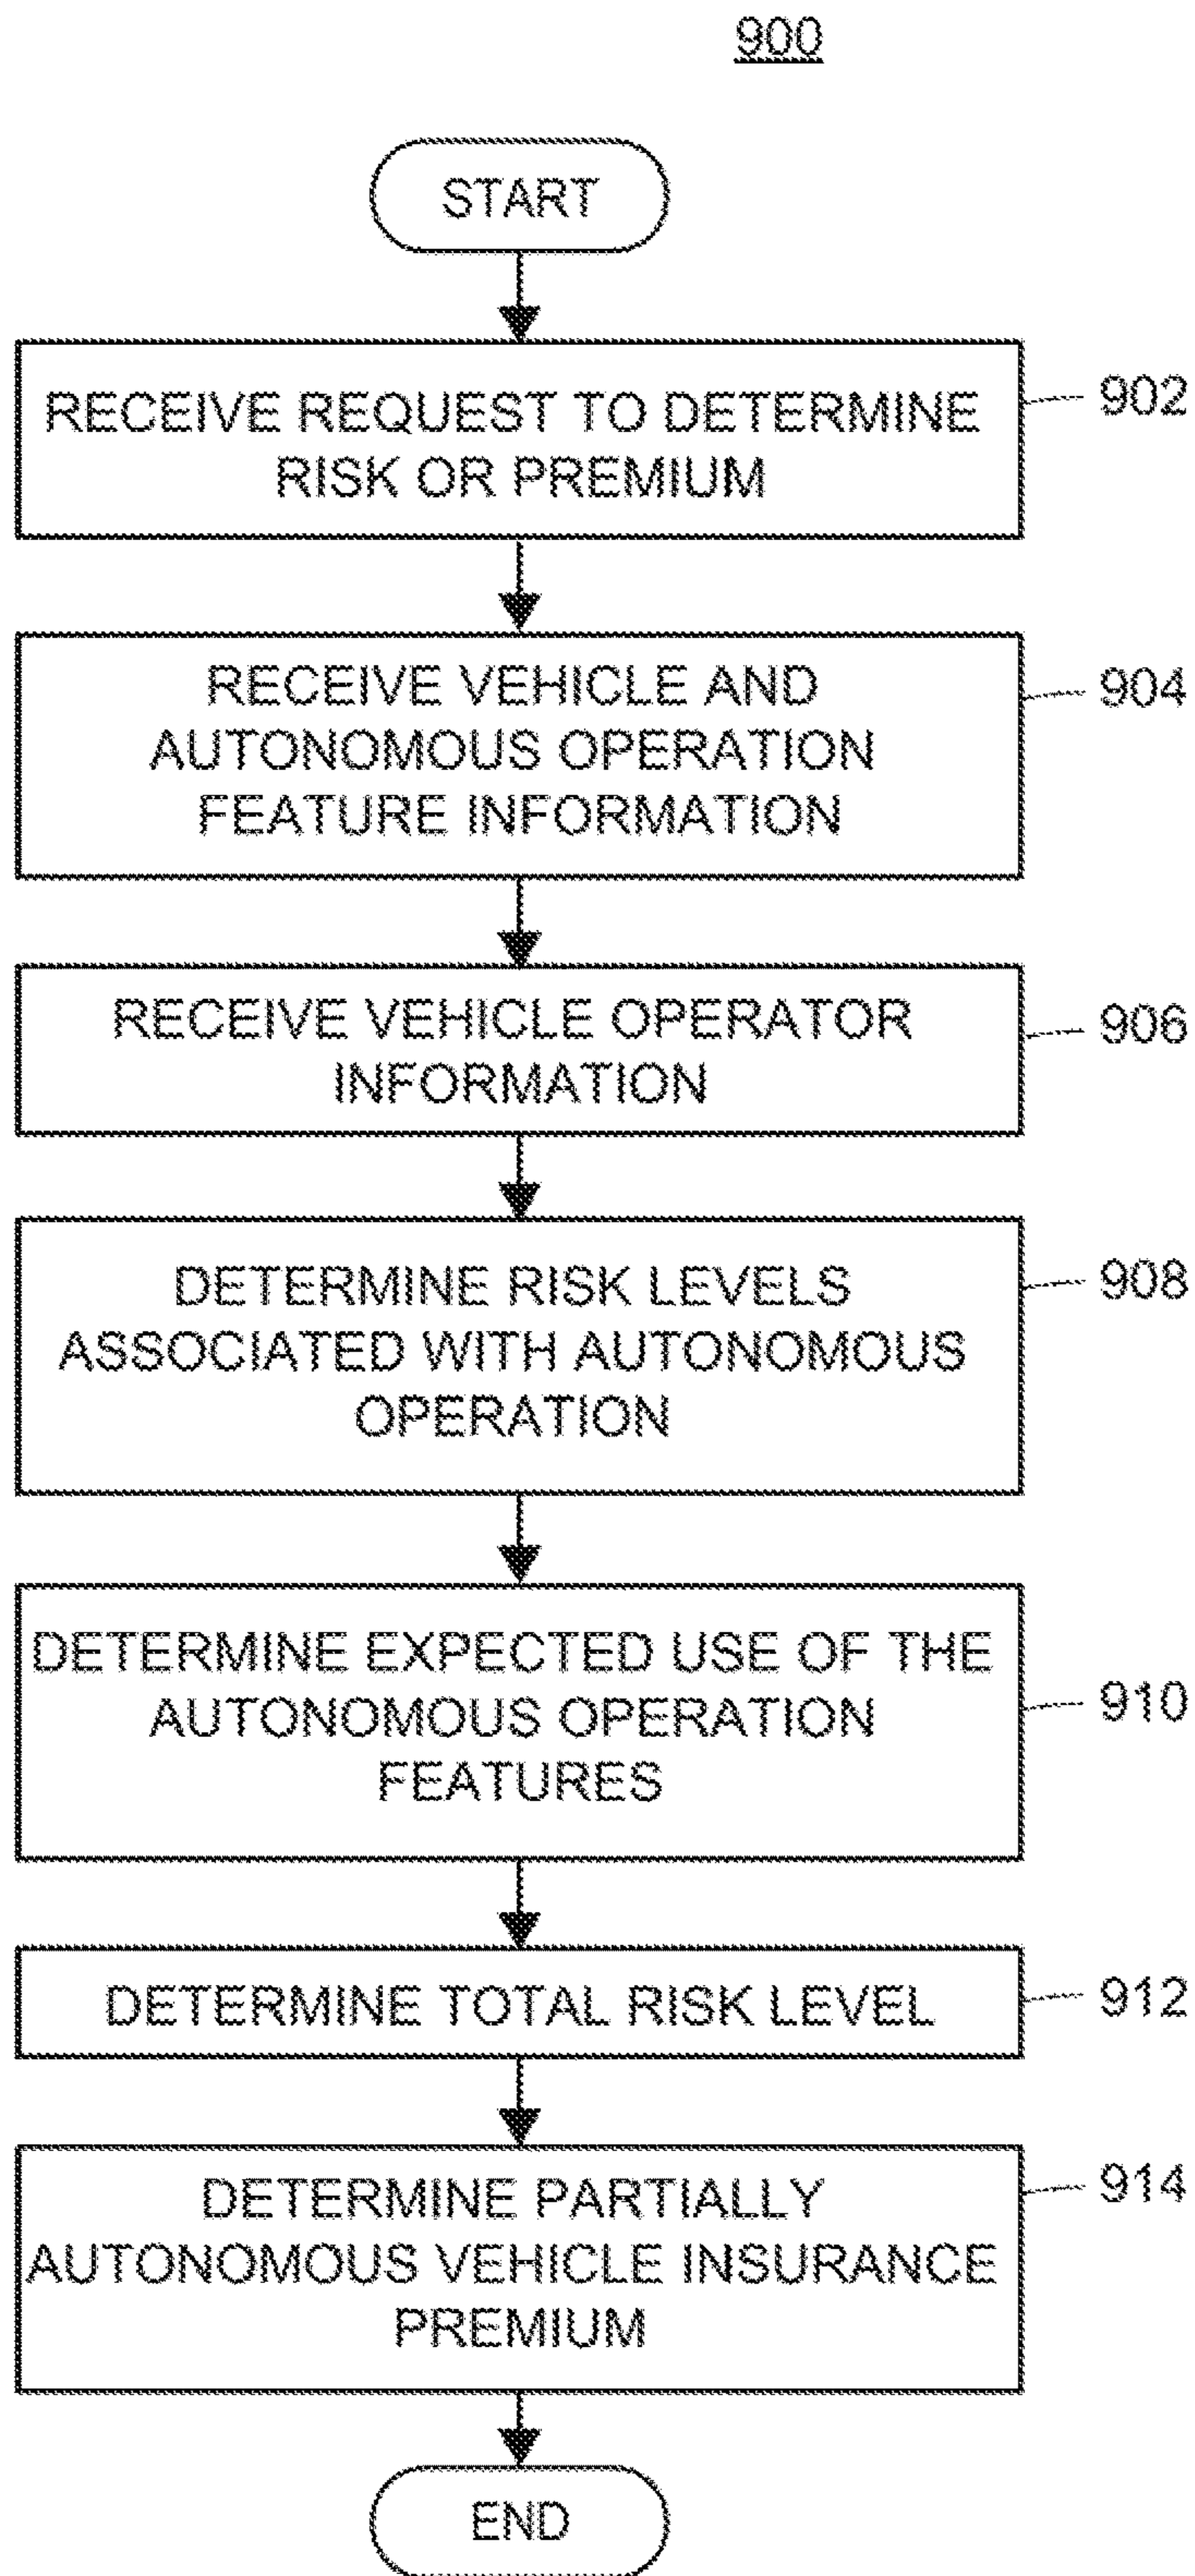 900
START
RECEIVE REQUEST TO DETERMINE
RISK OR PREMIUM
902
RECEIVE VEHICLE AND
AUTONOMOUS OPERATION
FEATURE INFORMATION
904
RECEIVE VEHICLE OPERATOR
INFORMATION
906
DETERMINE RISK LEVELS
ASSOCIATED WITH AUTONOMOUS
OPERATION
908
DETERMINE EXPECTED USE OF THE
AUTONOMOUS OPERATION
FEATURES
910
DETERMINE TOTAL RISK LEVEL
912
DETERMINE PARTIALLY
AUTONOMOUS VEHICLE INSURANCE
PREMIUM
914
END